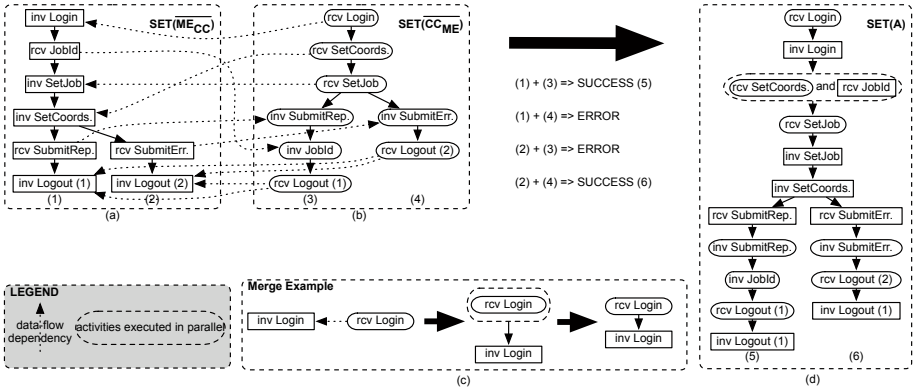 SET(ME_CC)
inv Login
rcv JobId
inv SetJob
inv SetCoords.
rcv SubmitRep.
rcv SubmitErr.
inv Logout (1)
inv Logout (2)
(1)
(2)
(a)
SET(CC_ME)
rcv Login
rcv SetCoords.
rcv SetJob
inv SubmitRep.
inv SubmitErr.
inv JobId
rcv Logout (2)
rcv Logout (1)
(3)
(4)
(b)
(1) + (3) => SUCCESS (5)
(1) + (4) => ERROR
(2) + (3) => ERROR
(2) + (4) => SUCCESS (6)
SET(A)
rcv Login
inv Login
rcv SetCoords. and rcv JobId
rcv SetJob
inv SetJob
inv SetCoords.
rcv SubmitRep.
rcv SubmitErr.
inv SubmitRep.
inv SubmitErr.
inv JobId
rcv Logout (2)
rcv Logout (1)
inv Logout (1)
inv Logout (1)
(5)
(6)
(d)
LEGEND
data flow
dependency
activities executed in parallel
Merge Example
inv Login
rcv Login
rcv Login
inv Login
rcv Login
inv Login
(c)